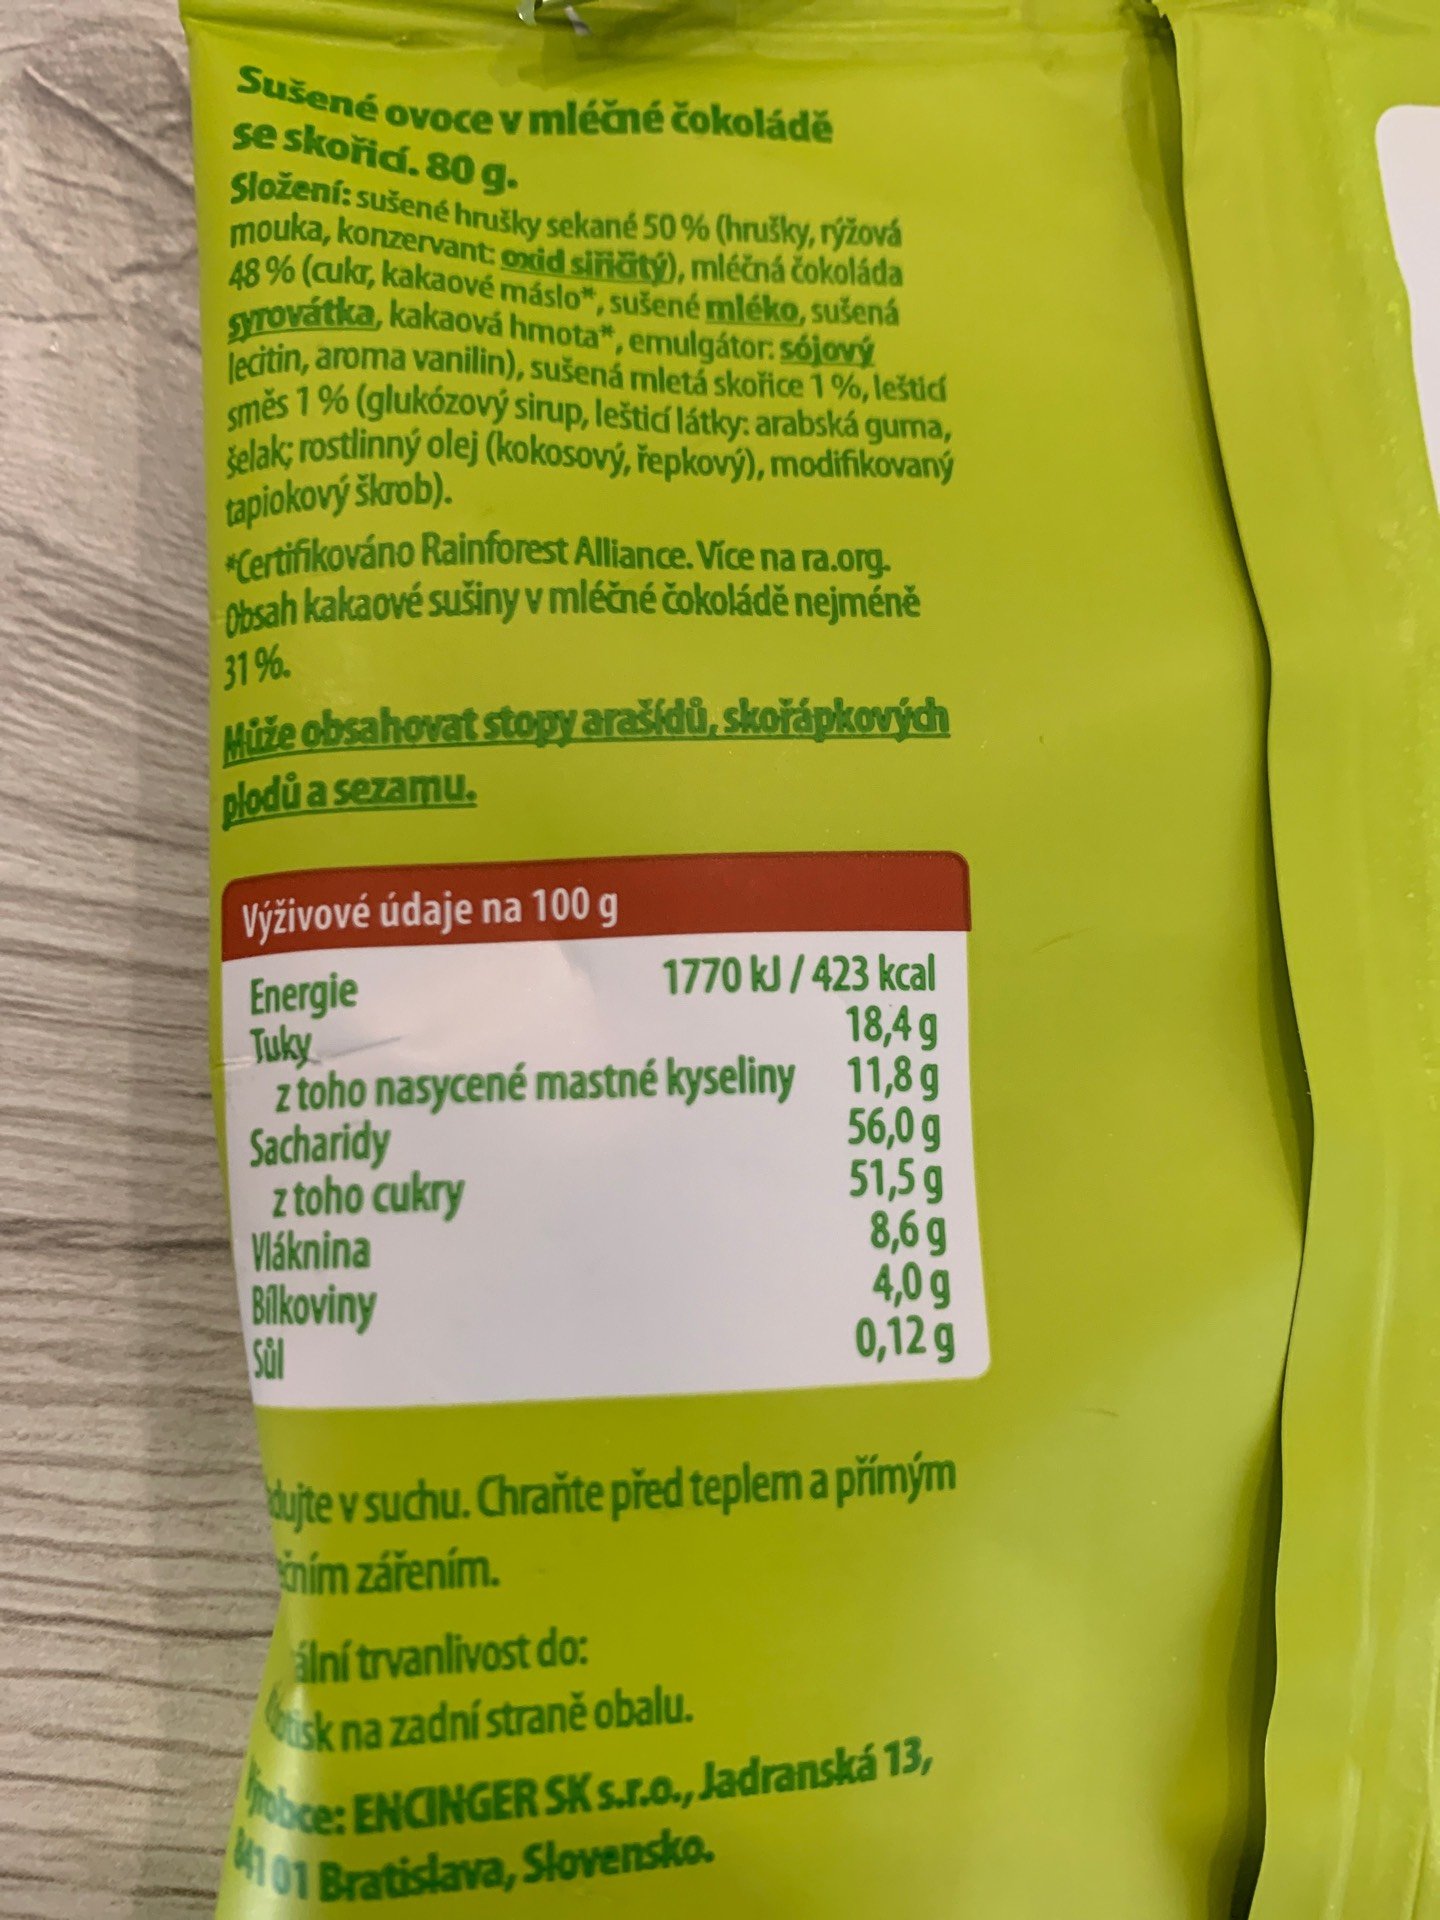 Sušené ovoce v mléčné čokoládě
se skořicí. 80 g.
Složení: sušené hrušky sekané 50 % (hrušky, rýžová
mouka, konzervant: oxid siřičitý), mléčná čokoláda
48 % (cukr, kakaové máslo*, sušené mléko, sušená
syrovátka, kakaová hmota*, emulgátor: sójový
lecitin, aroma vanilin), sušená mletá skořice 1 %, lešticí
směs 1 % (glukózový sirup, lešticí látky: arabská guma,
šelak; rostlinný olej (kokosový, řepkový), modifikovaný
tapiokový škrob).
*Certifikováno Rainforest Alliance. Více na ra.org.
Obsah kakaové sušiny v mléčné čokoládě nejméně
31 %.
Může obsahovat stopy arašídů, skořápkových
plodů a sezamu.
Výživové údaje na 100 g
Energie 1770 kJ / 423 kcal
Tuky 18,4 g
z toho nasycené mastné kyseliny 11,8 g
Sacharidy 56,0 g
z toho cukry 51,5 g
Vláknina 8,6 g
Bílkoviny 4,0 g
Sůl 0,12 g
v suchu. Chraňte před teplem a přímým
zářením.
trvanlivost do:
na zadní straně obalu.
Výrobce: ENCINGER SK s.r.o., Jadranská 13,
841 01 Bratislava, Slovensko.